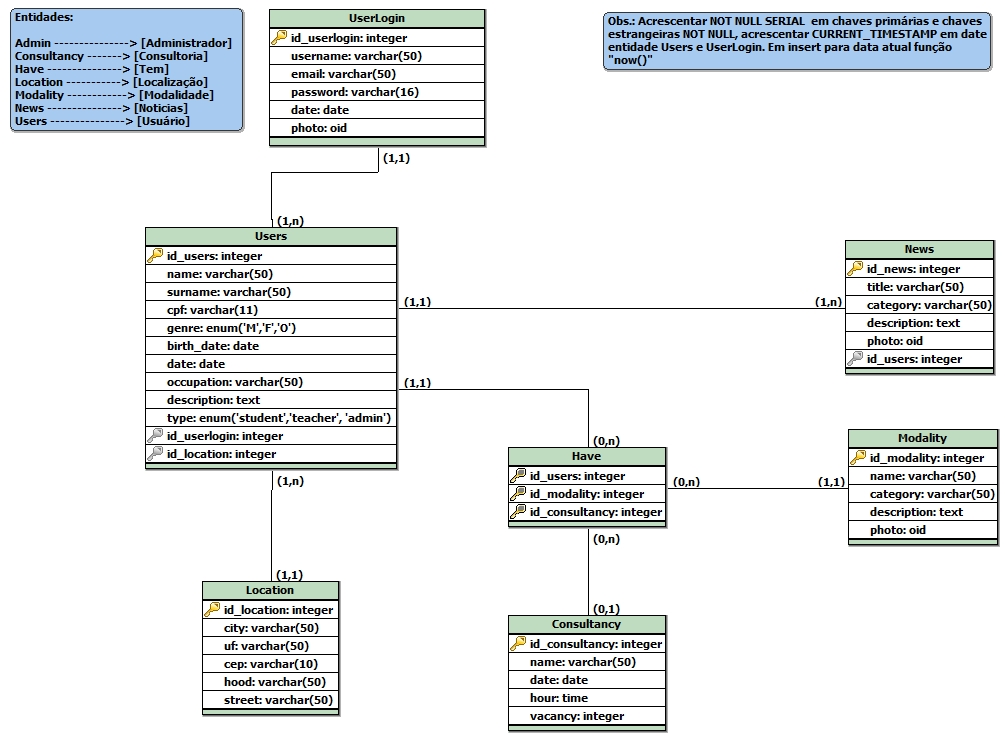 Entidades:
Admin ---------------> [Administrador]
Consultancy -------> [Consultoria]
Have ---------------> [Tem]
Location -----------> [Localização]
Modality -----------> [Modalidade]
News ---------------> [Noticias]
Users ---------------> [Usuário]
UserLogin
id_userlogin: integer
username: varchar(50)
email: varchar(50)
password: varchar(16)
date: date
photo: oid
Obs.: Acrescentar NOT NULL SERIAL em chaves primárias e chaves
estrangeiras NOT NULL, acrescentar CURRENT_TIMESTAMP em date
entidade Users e UserLogin. Em insert para data atual função
"now()"
(1,1)
(1,n)
Users
id_users: integer
name: varchar(50)
surname: varchar(50)
cpf: varchar(11)
genre: enum('M','F','O')
birth_date: date
date: date
occupation: varchar(50)
description: text
type: enum('student','teacher', 'admin')
id_userlogin: integer
id_location: integer
(1,1)
(1,n)
News
id_news: integer
title: varchar(50)
category: varchar(50)
description: text
photo: oid
id_users: integer
(1,1)
(0,n)
Have
id_users: integer
id_modality: integer
id_consultancy: integer
(0,n)
(1,1)
Modality
id_modality: integer
name: varchar(50)
category: varchar(50)
description: text
photo: oid
(1,n)
(1,1)
Location
id_location: integer
city: varchar(50)
uf: varchar(50)
cep: varchar(10)
hood: varchar(50)
street: varchar(50)
(0,n)
(0,1)
Consultancy
id_consultancy: integer
name: varchar(50)
date: date
hour: time
vacancy: integer